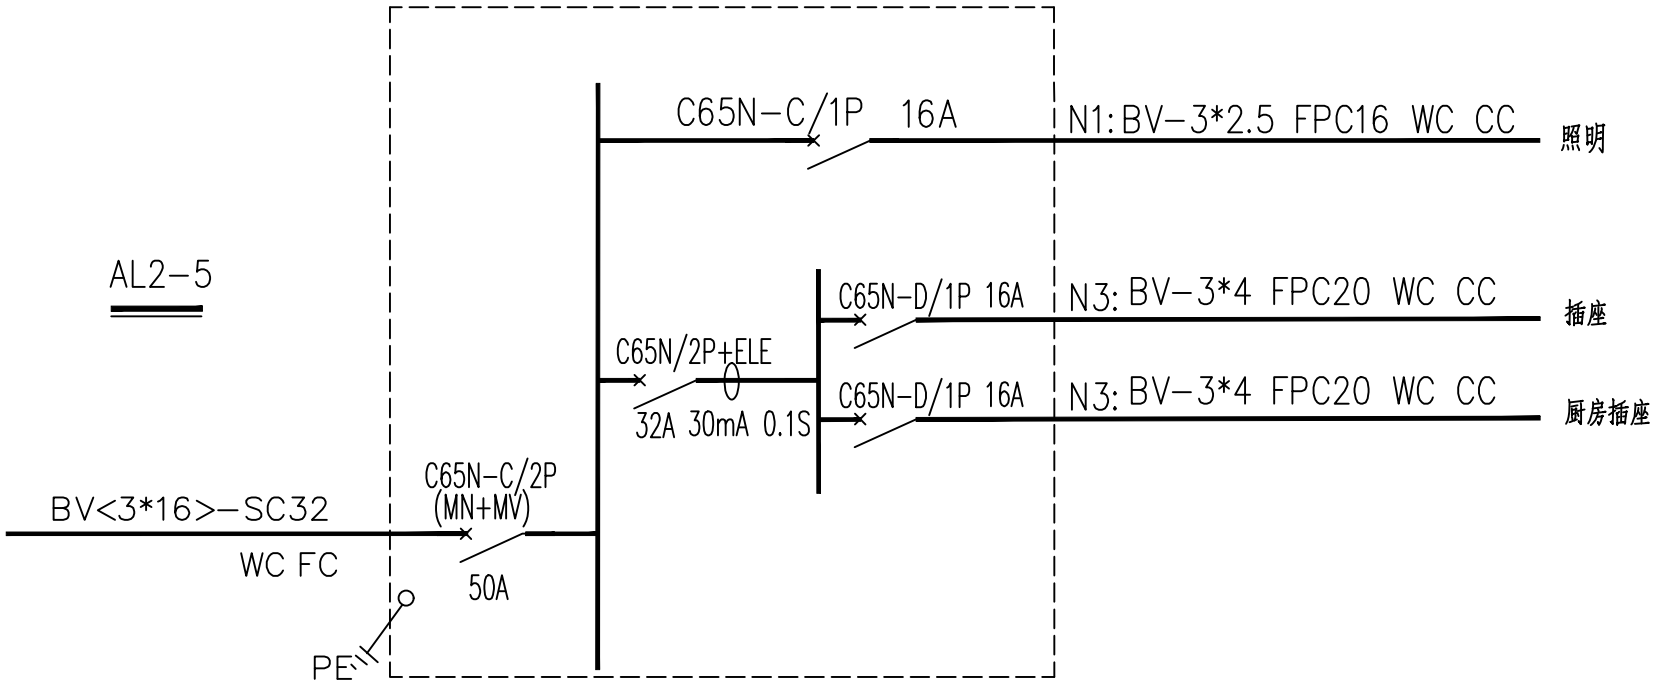 C65N-C/1P 16A
N1:BV-3*2.5 FPC16 WC CC
照明
AL2-5
C65N-D/1P 16A
N3:BV-3*4 FPC20 WC CC
插座
C65N/2P+ELE
32A 30mA 0.1S
C65N-D/1P 16A
N3:BV-3*4 FPC20 WC CC
厨房插座
C65N-C/2P
(MN+MV)
50A
BV<3*16>-SC32
WC FC
PE